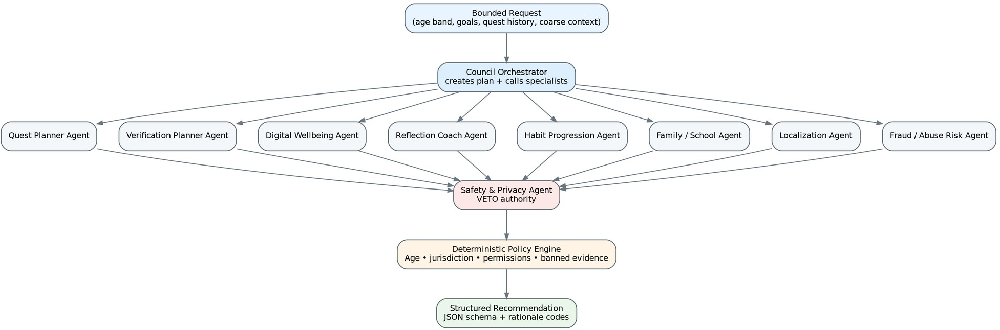 Bounded Request
(age band, goals, quest history, coarse context)
Council Orchestrator
creates plan + calls specialists
Quest Planner Agent
Verification Planner Agent
Digital Wellbeing Agent
Reflection Coach Agent
Habit Progression Agent
Family / School Agent
Localization Agent
Fraud / Abuse Risk Agent
Safety & Privacy Agent
VETO authority
Deterministic Policy Engine
Age • jurisdiction • permissions • banned evidence
Structured Recommendation
JSON schema + rationale codes